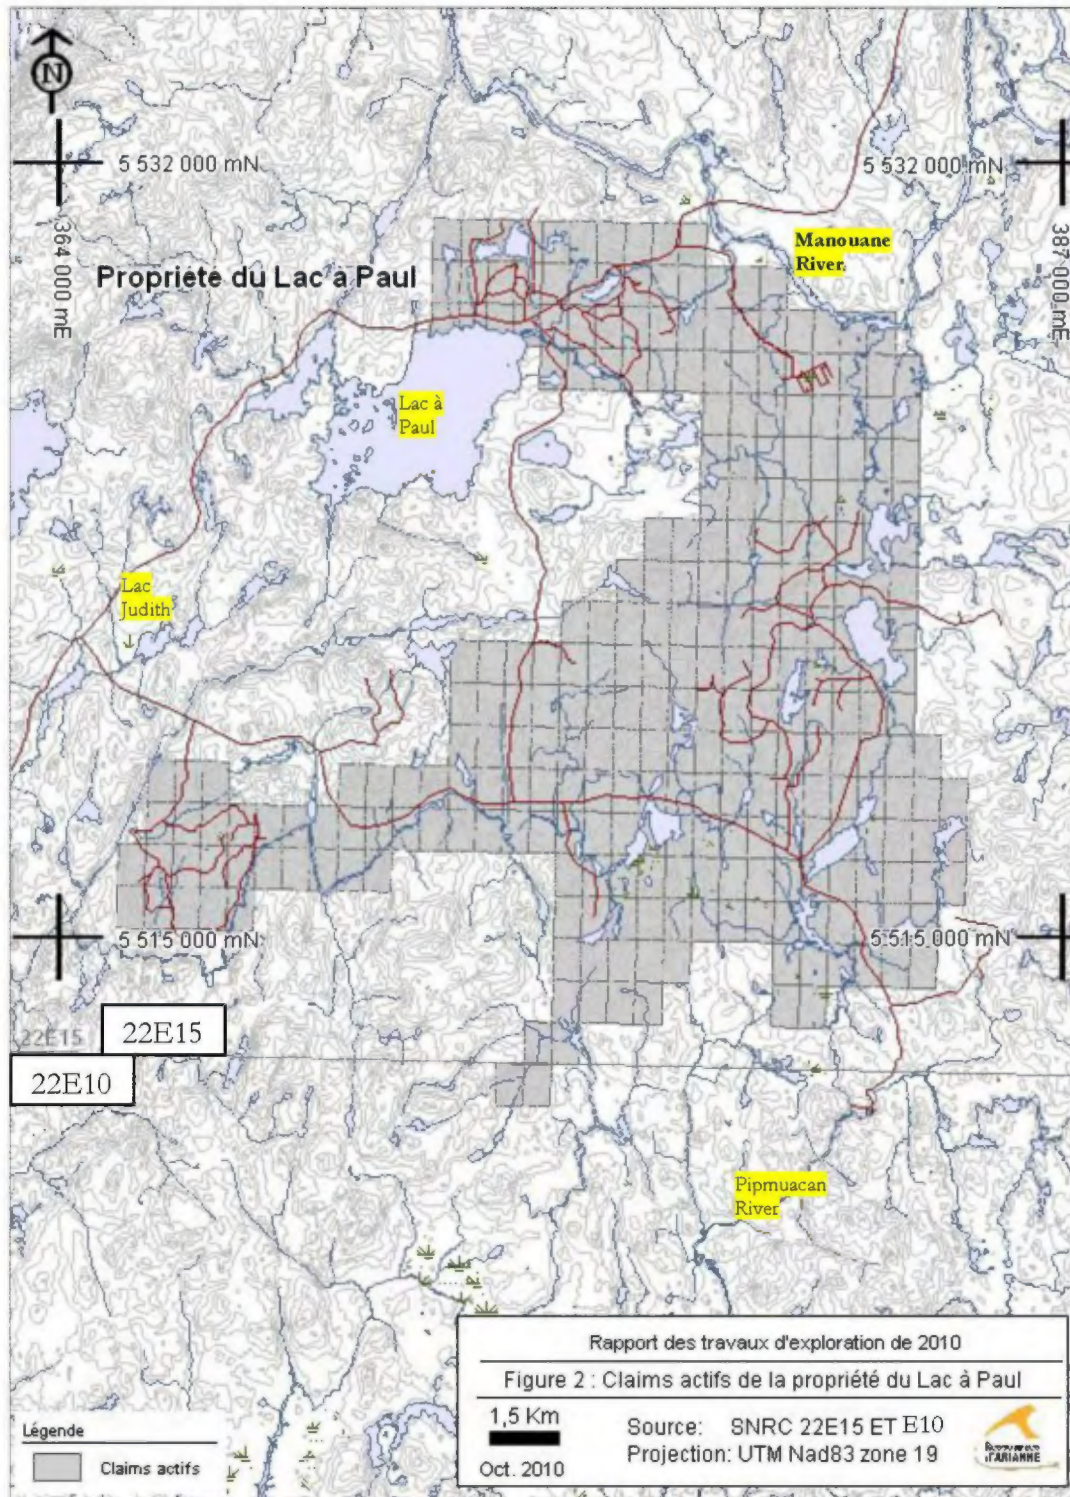 N
5 532 000 mN
5 532 000 mN
364 000 mE
387 000 mE
Manouane
River
Propriété du Lac à Paul
Lac à
Paul
Lac
Judith
5 515 000 mN
5 515 000 mN
22E15
22E15
22E10
Pipmuacan
River
Rapport des travaux d'exploration de 2010
Figure 2 : Claims actifs de la propriété du Lac à Paul
1,5 Km
Oct. 2010
Source: SNRC 22E15 ET E10
Projection: UTM Nad83 zone 19
d'ARIANNE
Légende
Claims actifs